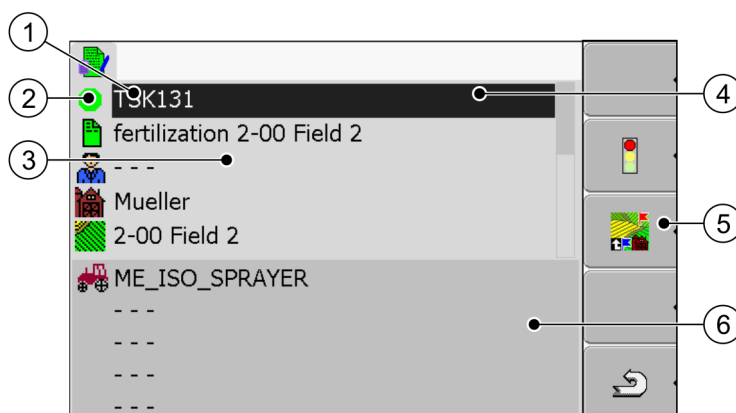 1
2
TSK131
4
fertilization 2-00 Field 2
3
- - -
Mueller
2-00 Field 2
5
ME_ISO_SPRAYER
- - -
6
- - -
- - -
- - -